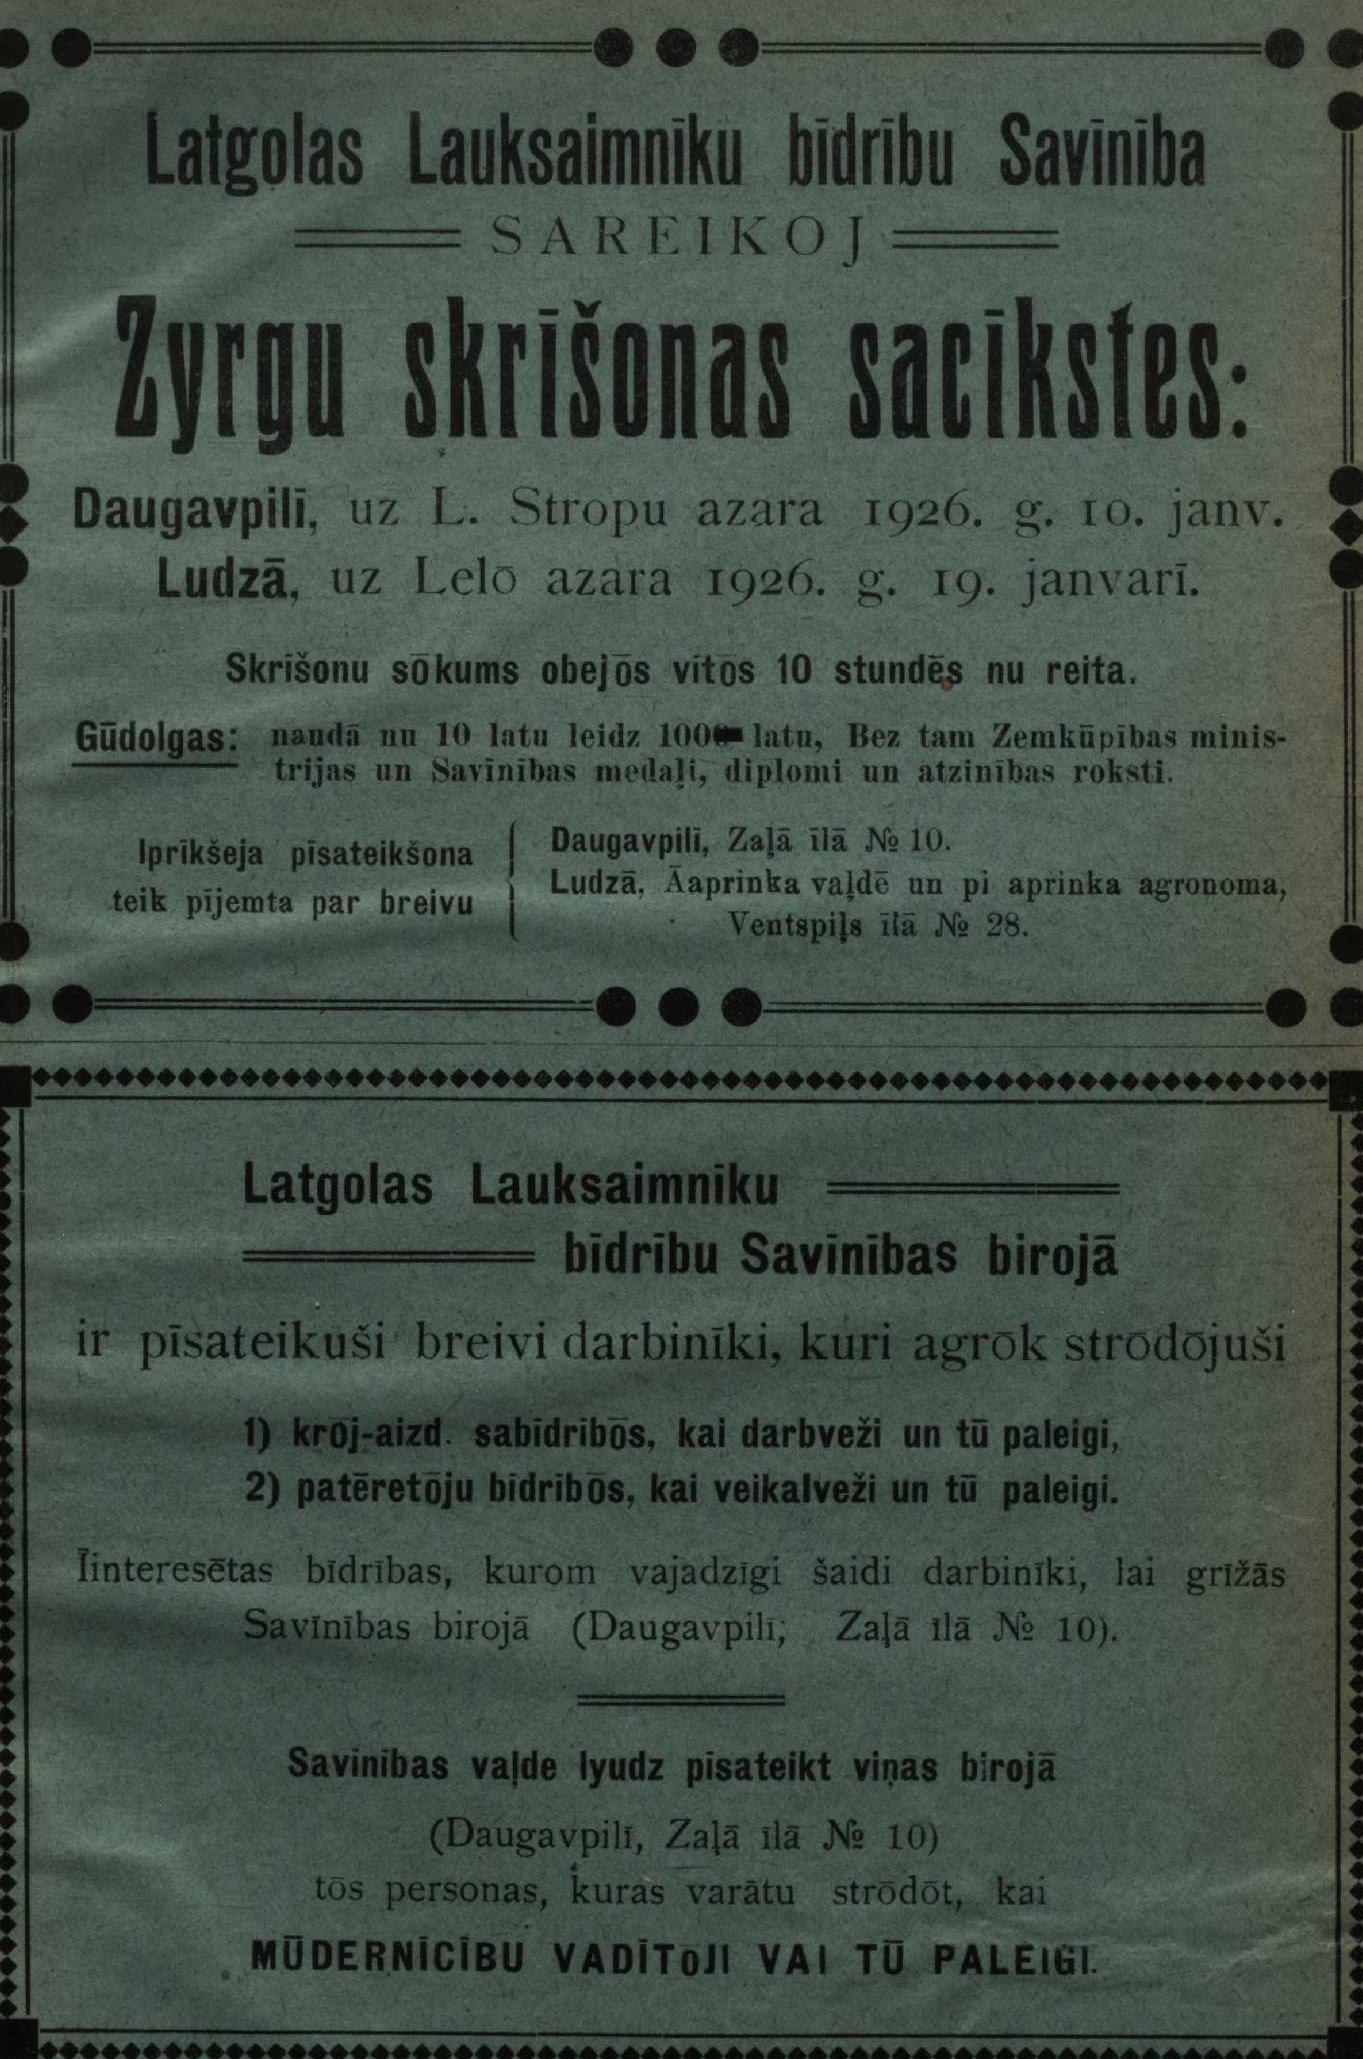 Latgolas Lauksaimnīku bīdrību Savīnība
SAREIKOJ
Zyrgu skrīšonas sacīkstes:
Daugavpilī, uz L. Stropu azara 1926. g. 10. janv.
Ludzā, uz Lelō azara 1926. g. 19. janvarī.
Skrīšonu sōkums obejōs vītōs 10 stundēs nu reita.
Gūdolgas: naudā nu 10 latu leidz 1000 latu, Bez tam Zemkūpības minis-
trijas un Savīnības medaļi, diplomi un atzinības roksti.
Iprīkšeja pīsateikšona
teik pījemta par breivu
Daugavpilī, Zaļā īlā № 10.
Ludzā, Āaprinka vaļdē un pi aprinka agronoma,
Ventspiļs īlā № 28.
Latgolas Lauksaimnīku
bīdrību Savīnības birojā
ir pīsateikuši breivi darbinīki, kuri agrōk strōdōjuši
1) krōj-aizd. sabīdrībōs, kai darbveži un tū paleigi,
2) patēretōju bīdrībōs, kai veikalveži un tū paleigi.
Īinteresētas bīdrības, kurom vajadzīgi šaidi darbinīki, lai grīžās
Savīnības birojā (Daugavpilī; Zaļā īlā № 10).
Savīnības vaļde lyudz pīsateikt viņas birojā
(Daugavpilī, Zaļā īlā № 10)
tōs personas, kuras varātu strōdōt, kai
MŪDERNĪCĪBU VADĪTōJI VAI TŪ PALEIGI.